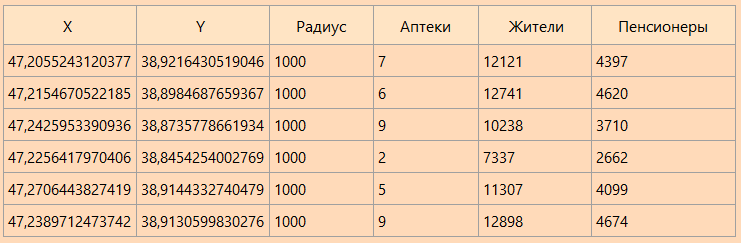 X Y Радиус Аптеки Жители Пенсионеры
47,2055243120377 38,9216430519046 1000 7 12121 4397
47,2154670522185 38,8984687659367 1000 6 12741 4620
47,2425953390936 38,8735778661934 1000 9 10238 3710
47,2256417970406 38,8454254002769 1000 2 7337 2662
47,2706443827419 38,9144332740479 1000 5 11307 4099
47,2389712473742 38,9130599830276 1000 9 12898 4674